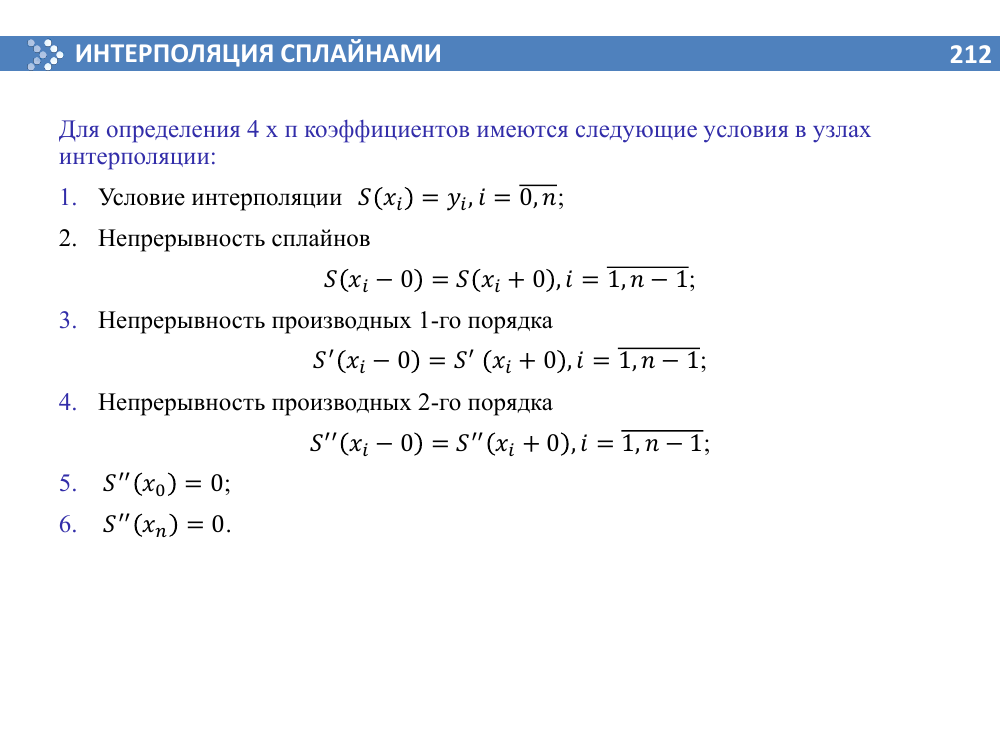 ИНТЕРПОЛЯЦИЯ СПЛАЙНАМИ 212
Для определения 4 х п коэффициентов имеются следующие условия в узлах
интерполяции:
1. Условие интерполяции $S(x_i) = y_i, i = \overline{0,n}$;
2. Непрерывность сплайнов
$S(x_i - 0) = S(x_i + 0), i = \overline{1, n - 1}$;
3. Непрерывность производных 1-го порядка
$S'(x_i - 0) = S'(x_i + 0), i = \overline{1, n - 1}$;
4. Непрерывность производных 2-го порядка
$S''(x_i - 0) = S''(x_i + 0), i = \overline{1, n - 1}$;
5. $S''(x_0) = 0$;
6. $S''(x_n) = 0$.